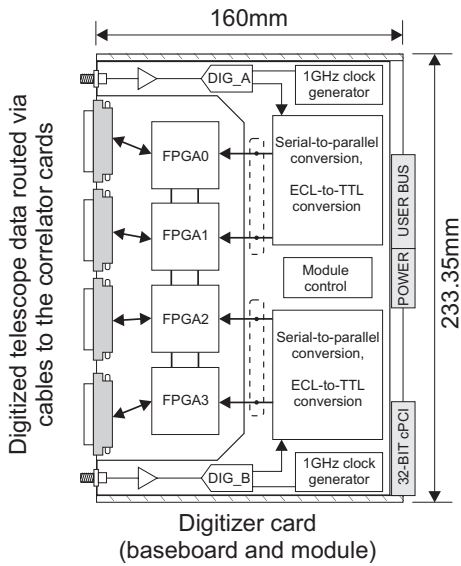 160mm
DIG_A
1GHz clock
generator
Serial-to-parallel
conversion,
ECL-to-TTL
conversion
FPGA0
FPGA1
Module
control
FPGA2
FPGA3
Serial-to-parallel
conversion,
ECL-to-TTL
conversion
DIG_B
1GHz clock
generator
USER BUS
POWER
32-BIT cPCI
233.35mm
Digitized telescope data routed via
cables to the correlator cards
Digitizer card
(baseboard and module)